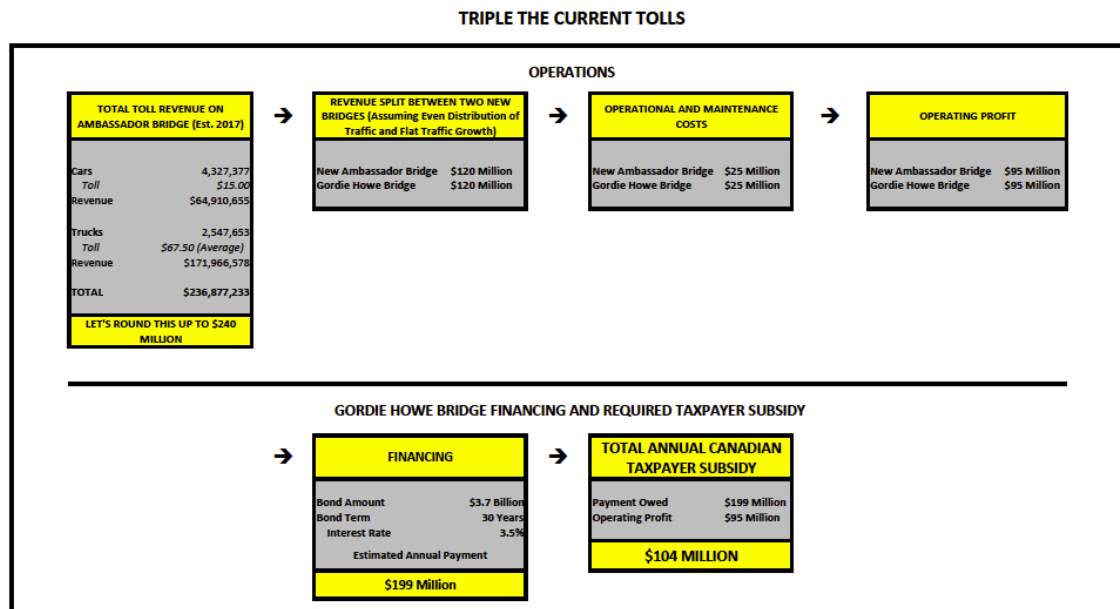 TRIPLE THE CURRENT TOLLS
OPERATIONS
TOTAL TOLL REVENUE ON
AMBASSADOR BRIDGE (Est. 2017)
Cars 4,327,377
Toll $15.00
Revenue $64,910,655
Trucks 2,547,653
Toll $67.50 (Average)
Revenue $171,966,578
TOTAL $236,877,233
LET'S ROUND THIS UP TO $240
MILLION
REVENUE SPLIT BETWEEN TWO NEW
BRIDGES (Assuming Even Distribution of
Traffic and Flat Traffic Growth)
New Ambassador Bridge $120 Million
Gordie Howe Bridge $120 Million
OPERATIONAL AND MAINTENANCE
COSTS
New Ambassador Bridge $25 Million
Gordie Howe Bridge $25 Million
OPERATING PROFIT
New Ambassador Bridge $95 Million
Gordie Howe Bridge $95 Million
GORDIE HOWE BRIDGE FINANCING AND REQUIRED TAXPAYER SUBSIDY
FINANCING
Bond Amount $3.7 Billion
Bond Term 30 Years
Interest Rate 3.5%
Estimated Annual Payment
$199 Million
TOTAL ANNUAL CANADIAN
TAXPAYER SUBSIDY
Payment Owed $199 Million
Operating Profit $95 Million
$104 MILLION